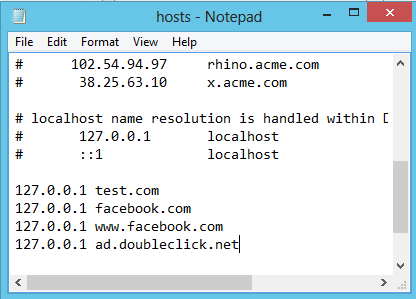 hosts - Notepad
File Edit Format View Help
# 102.54.94.97 rhino.acme.com
# 38.25.63.10 x.acme.com
# localhost name resolution is handled within
# 127.0.0.1 localhost
# ::1 localhost
127.0.0.1 test.com
127.0.0.1 facebook.com
127.0.0.1 www.facebook.com
127.0.0.1 ad.doubleclick.net